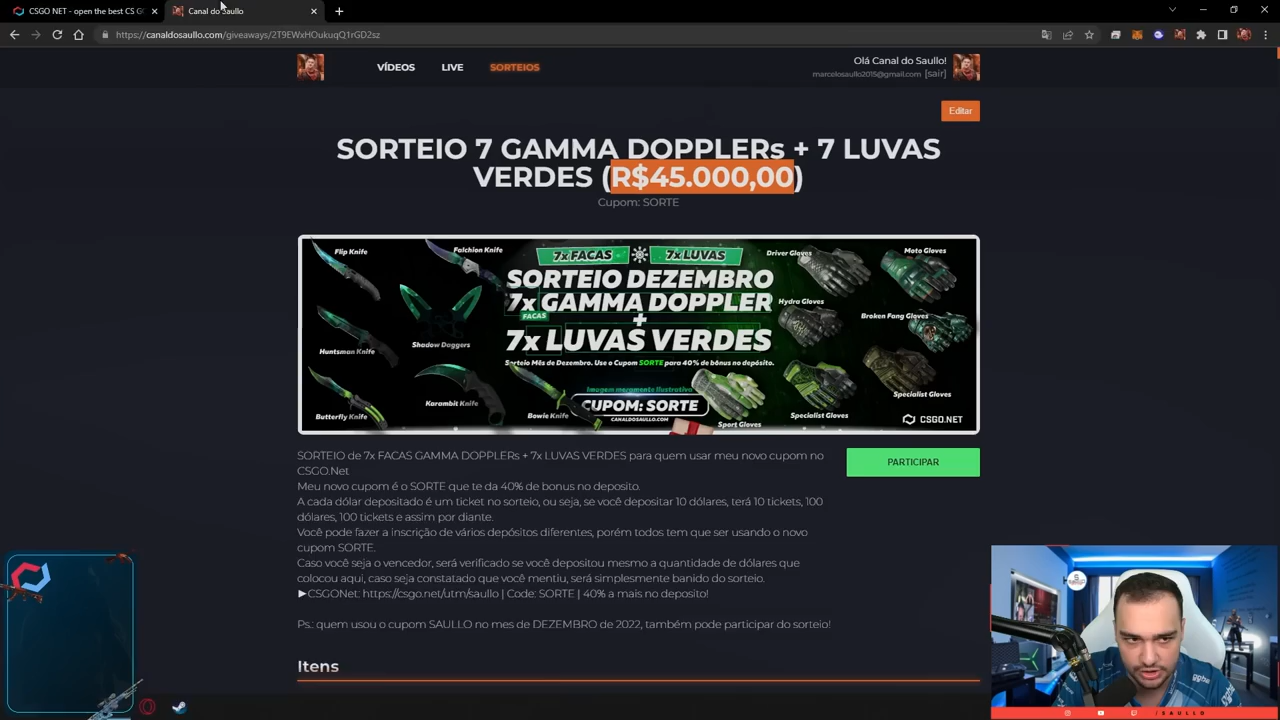 CSGO NET - open the best CS G
Canal do Saullo
https://canaldosaullo.com/giveaways/2T9EWxHOukuqQ1rGD2sz
VÍDEOS
LIVE
SORTEIOS
Olá Canal do Saullo!
marcelosaullo2015@gmail.com [sair]
Editar
SORTEIO 7 GAMMA DOPPLERs + 7 LUVAS
VERDES (R$45.000,00)
Cupom: SORTE
Flip Knife
Falchion Knife
Huntsman Knife
Shadow Daggers
Butterfly Knife
Karambit Knife
Bowie Knife
7x FACAS
7x LUVAS
SORTEIO DEZEMBRO
7x GAMMA DOPPLER
FACAS
+
7x LUVAS VERDES
Sorteio Mês de Dezembro. Use o Cupom SORTE para 40% de bônus no depósito.
Imagem meramente Ilustrativa
CUPOM: SORTE
CANALDOSAULLO.COM
Driver Gloves
Moto Gloves
Hydra Gloves
Broken Fang Gloves
Specialist Gloves
Sport Gloves
Specialist Gloves
CSGO.NET
SORTEIO de 7x FACAS GAMMA DOPPLERs + 7x LUVAS VERDES para quem usar meu novo cupom no
CSGO.Net
Meu novo cupom é o SORTE que te da 40% de bonus no deposito.
A cada dólar depositado é um ticket no sorteio, ou seja, se você depositar 10 dólares, terá 10 tickets, 100
dólares, 100 tickets e assim por diante.
Você pode fazer a inscrição de vários depósitos diferentes, porém todos tem que ser usando o novo
cupom SORTE.
Caso você seja o vencedor, será verificado se você depositou mesmo a quantidade de dólares que
colocou aqui, caso seja constatado que você mentiu, será simplesmente banido do sorteio.
►CSGONet: https://csgo.net/utm/saullo | Code: SORTE | 40% a mais no deposito!
Ps.: quem usou o cupom SAULLO no mes de DEZEMBRO de 2022, também pode participar do sorteio!
PARTICIPAR
Itens
/SAULLO